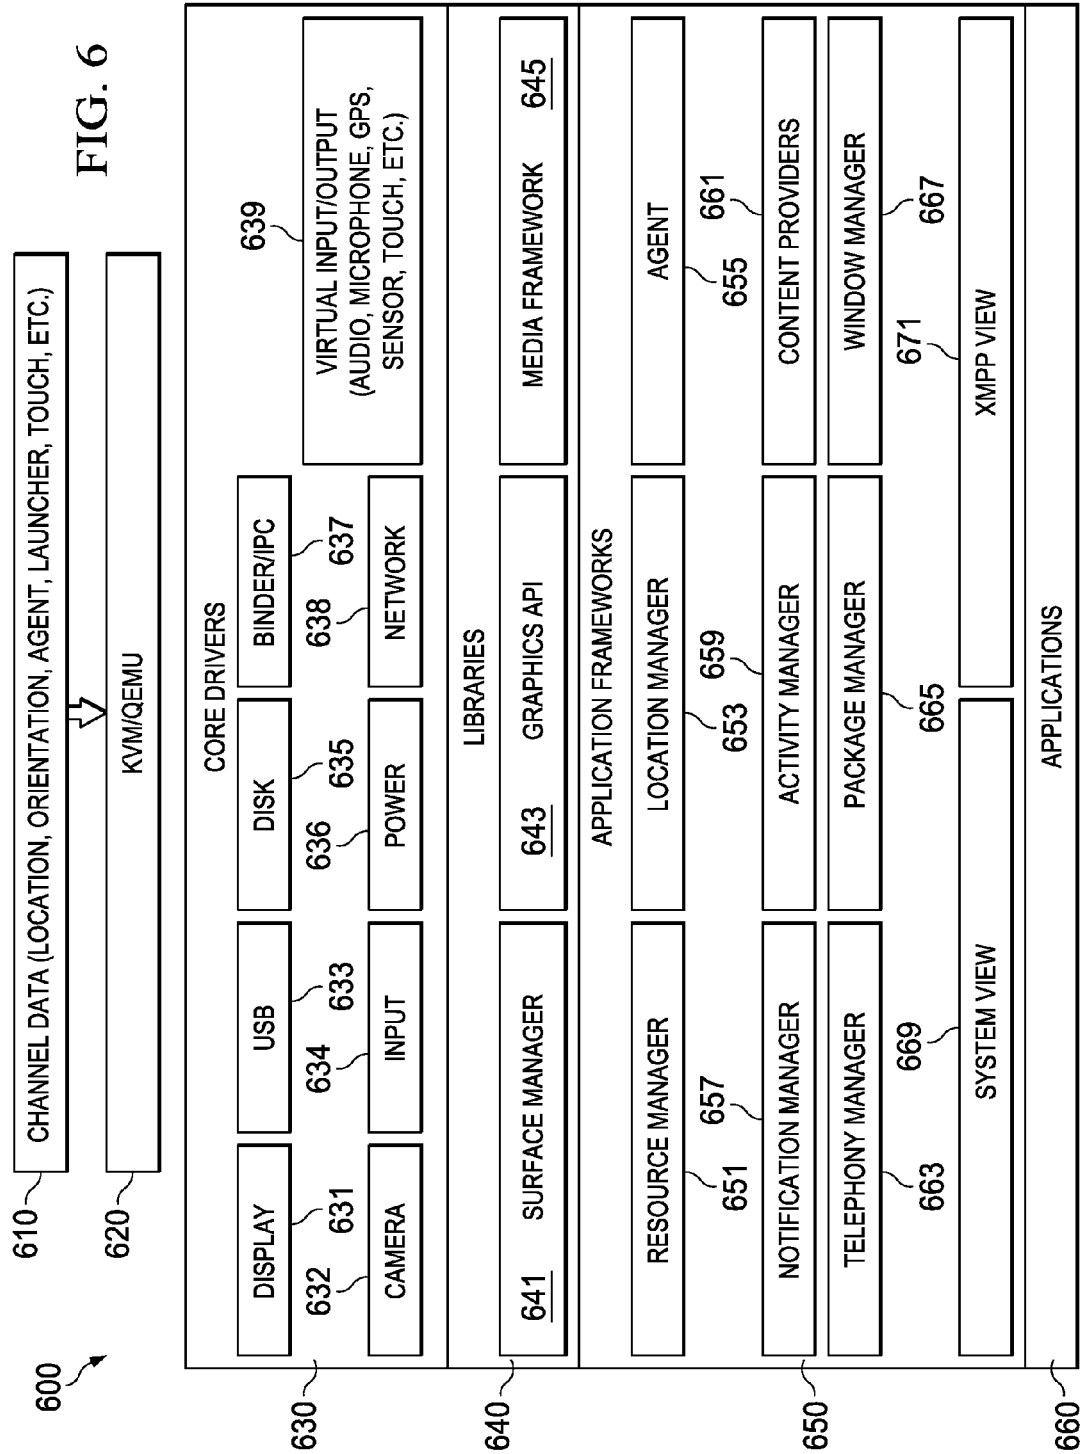 FIG. 6
600
610
CHANNEL DATA (LOCATION, ORIENTATION, AGENT, LAUNCHER, TOUCH, ETC.)
620
KVM/QEMU
630
CORE DRIVERS
DISPLAY
USB
DISK
BINDER/IPC
639
631
633
635
637
632
634
636
638
CAMERA
INPUT
POWER
NETWORK
VIRTUAL INPUT/OUTPUT
(AUDIO, MICROPHONE, GPS,
SENSOR, TOUCH, ETC.)
640
LIBRARIES
641 SURFACE MANAGER
643 GRAPHICS API
MEDIA FRAMEWORK 645
650
APPLICATION FRAMEWORKS
RESOURCE MANAGER
LOCATION MANAGER
AGENT
651
653
655
657
659
661
NOTIFICATION MANAGER
ACTIVITY MANAGER
CONTENT PROVIDERS
TELEPHONY MANAGER
PACKAGE MANAGER
WINDOW MANAGER
663
665
667
669
671
SYSTEM VIEW
XMPP VIEW
660
APPLICATIONS